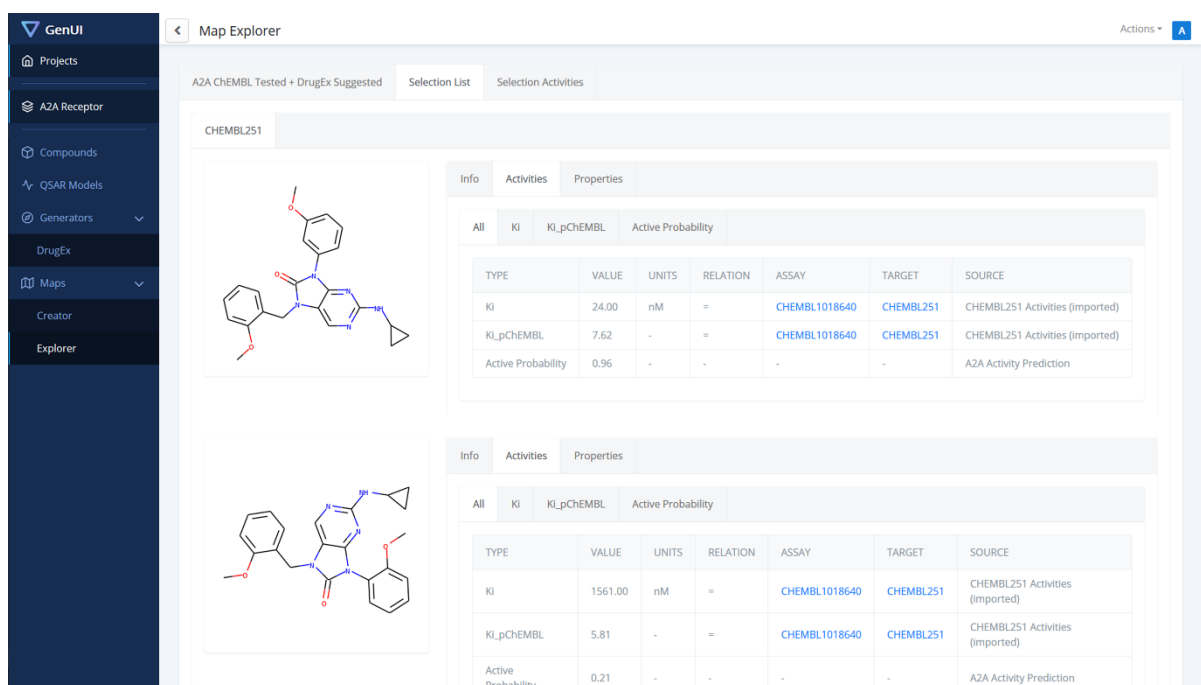 GenUI
Map Explorer
Actions
A
Projects
A2A Receptor
Compounds
QSAR Models
Generators
DrugEx
Maps
Creator
Explorer
A2A ChEMBL Tested + DrugEx Suggested Selection List Selection Activities
CHEMBL251
O
N
O
N
N
N
NH
O
Info Activities Properties
All Ki Ki_pChEMBL Active Probability
TYPE VALUE UNITS RELATION ASSAY TARGET SOURCE
Ki 24.00 nM = CHEMBL1018640 CHEMBL251 CHEMBL251 Activities (imported)
Ki_pChEMBL 7.62 - = CHEMBL1018640 CHEMBL251 CHEMBL251 Activities (imported)
Active Probability 0.96 - - - - A2A Activity Prediction
NH
N
N
O
O
N
N
O
Info Activities Properties
All Ki Ki_pChEMBL Active Probability
TYPE VALUE UNITS RELATION ASSAY TARGET SOURCE
Ki 1561.00 nM = CHEMBL1018640 CHEMBL251 CHEMBL251 Activities
(imported)
Ki_pChEMBL 5.81 - = CHEMBL1018640 CHEMBL251 CHEMBL251 Activities
(imported)
Active
Probability 0.21 - - - - A2A Activity Prediction